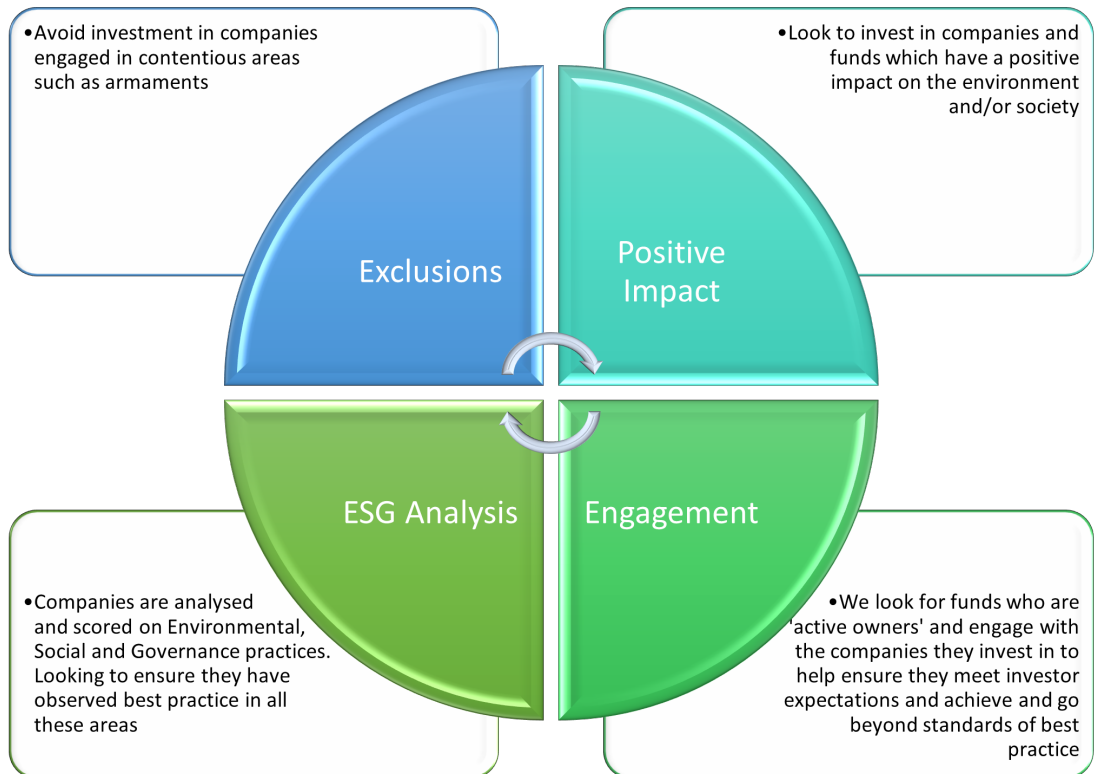 •Avoid investment in companies
engaged in contentious areas
such as armaments
•Look to invest in companies and
funds which have a positive
impact on the environment
and/or society
Exclusions
Positive
Impact
ESG Analysis
Engagement
•Companies are analysed
and scored on Environmental,
Social and Governance practices.
Looking to ensure they have
observed best practice in all
these areas
•We look for funds who are
'active owners' and engage with
the companies they invest in to
help ensure they meet investor
expectations and achieve and go
beyond standards of best
practice